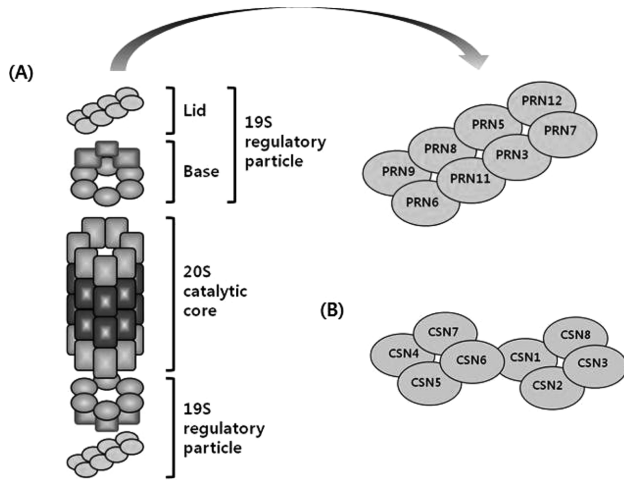 (A)
Lid
Base
19S
regulatory
particle
20S
catalytic
core
19S
regulatory
particle
PRN12
PRN5
PRN7
PRN8
PRN3
PRN9
PRN11
PRN6
(B)
CSN7
CSN8
CSN4
CSN6
CSN1
CSN3
CSN5
CSN2